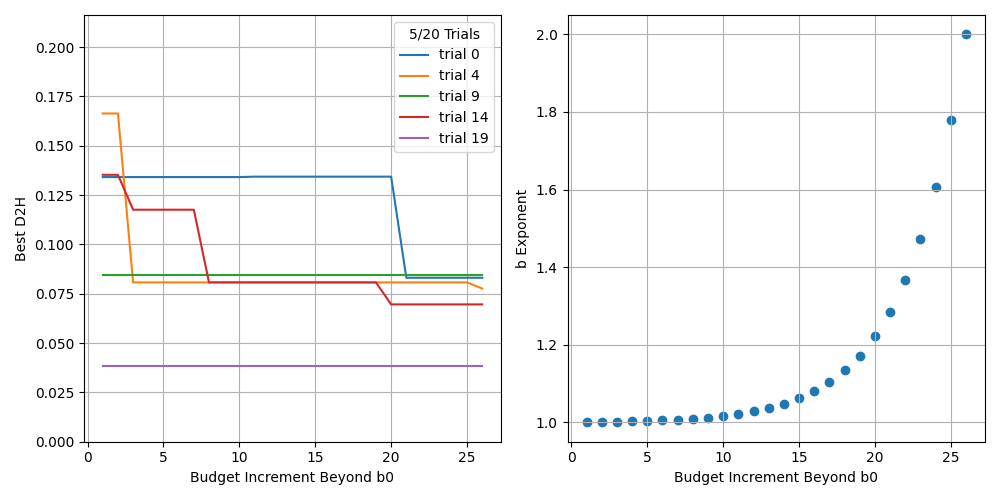 5/20 Trials
trial 0
trial 4
trial 9
trial 14
trial 19
0.200
0.175
0.150
0.125
0.100
0.075
0.050
0.025
0.000
Best D2H
0 5 10 15 20 25
Budget Increment Beyond b0
2.0
1.8
1.6
1.4
1.2
1.0
b Exponent
0 5 10 15 20 25
Budget Increment Beyond b0